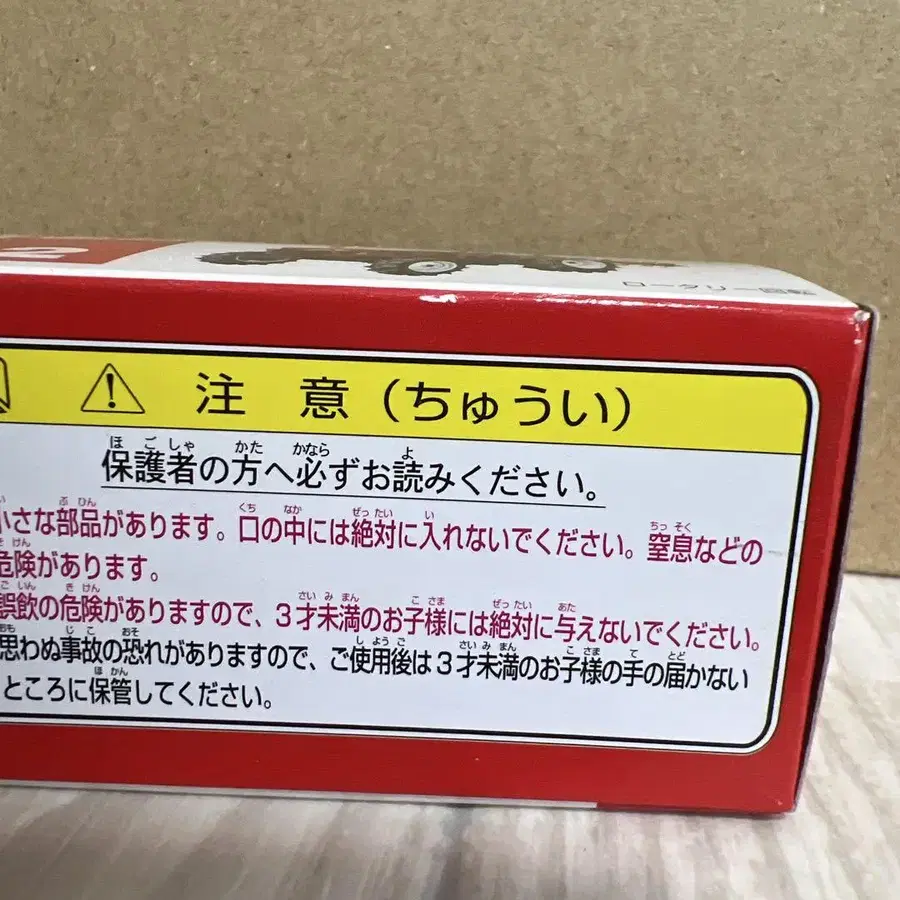 ロータリー回転
注 意（ちゅうい）
保護者の方へ必ずお読みください。
小さな部品があります。口の中には絶対に入れないでください。窒息などの
危険があります。
誤飲の危険がありますので、3才未満のお子様には絶対に与えないでください。
思わぬ事故の恐れがありますので、ご使用後は3才未満のお子様の手の届かない
ところに保管してください。